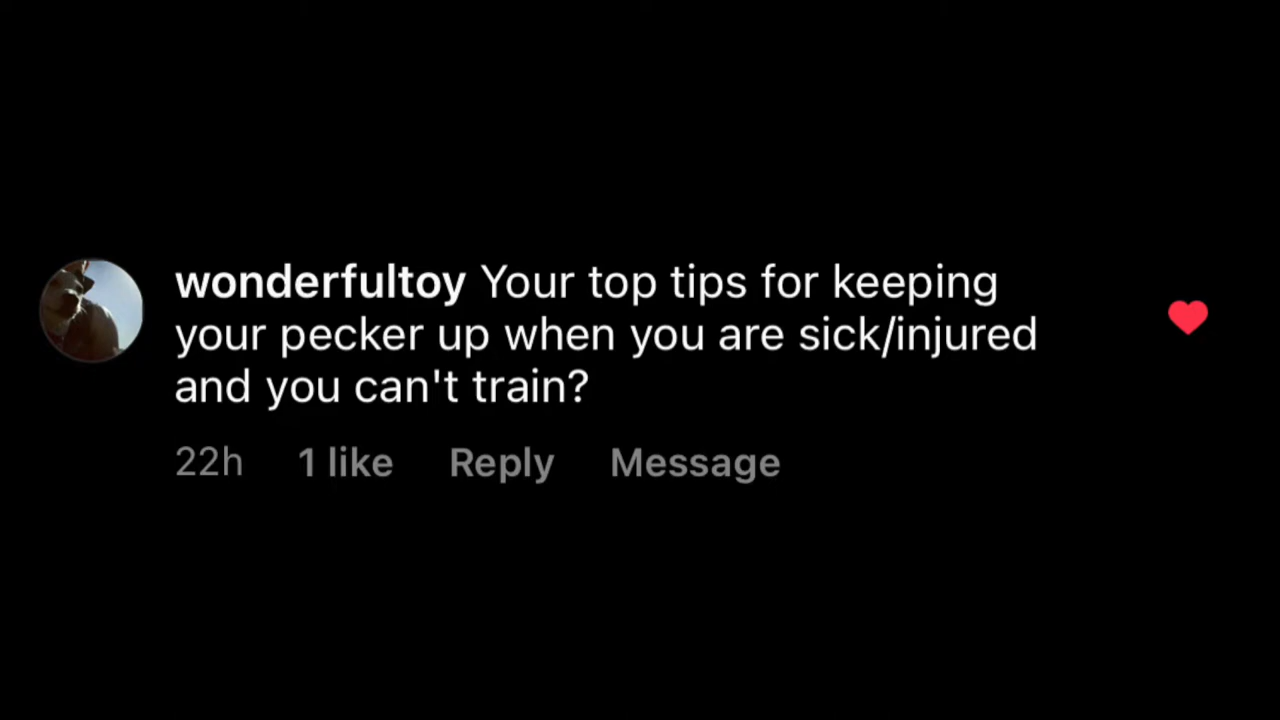 wonderfultoy Your top tips for keeping
your pecker up when you are sick/injured
and you can't train?
22h 1 like Reply Message